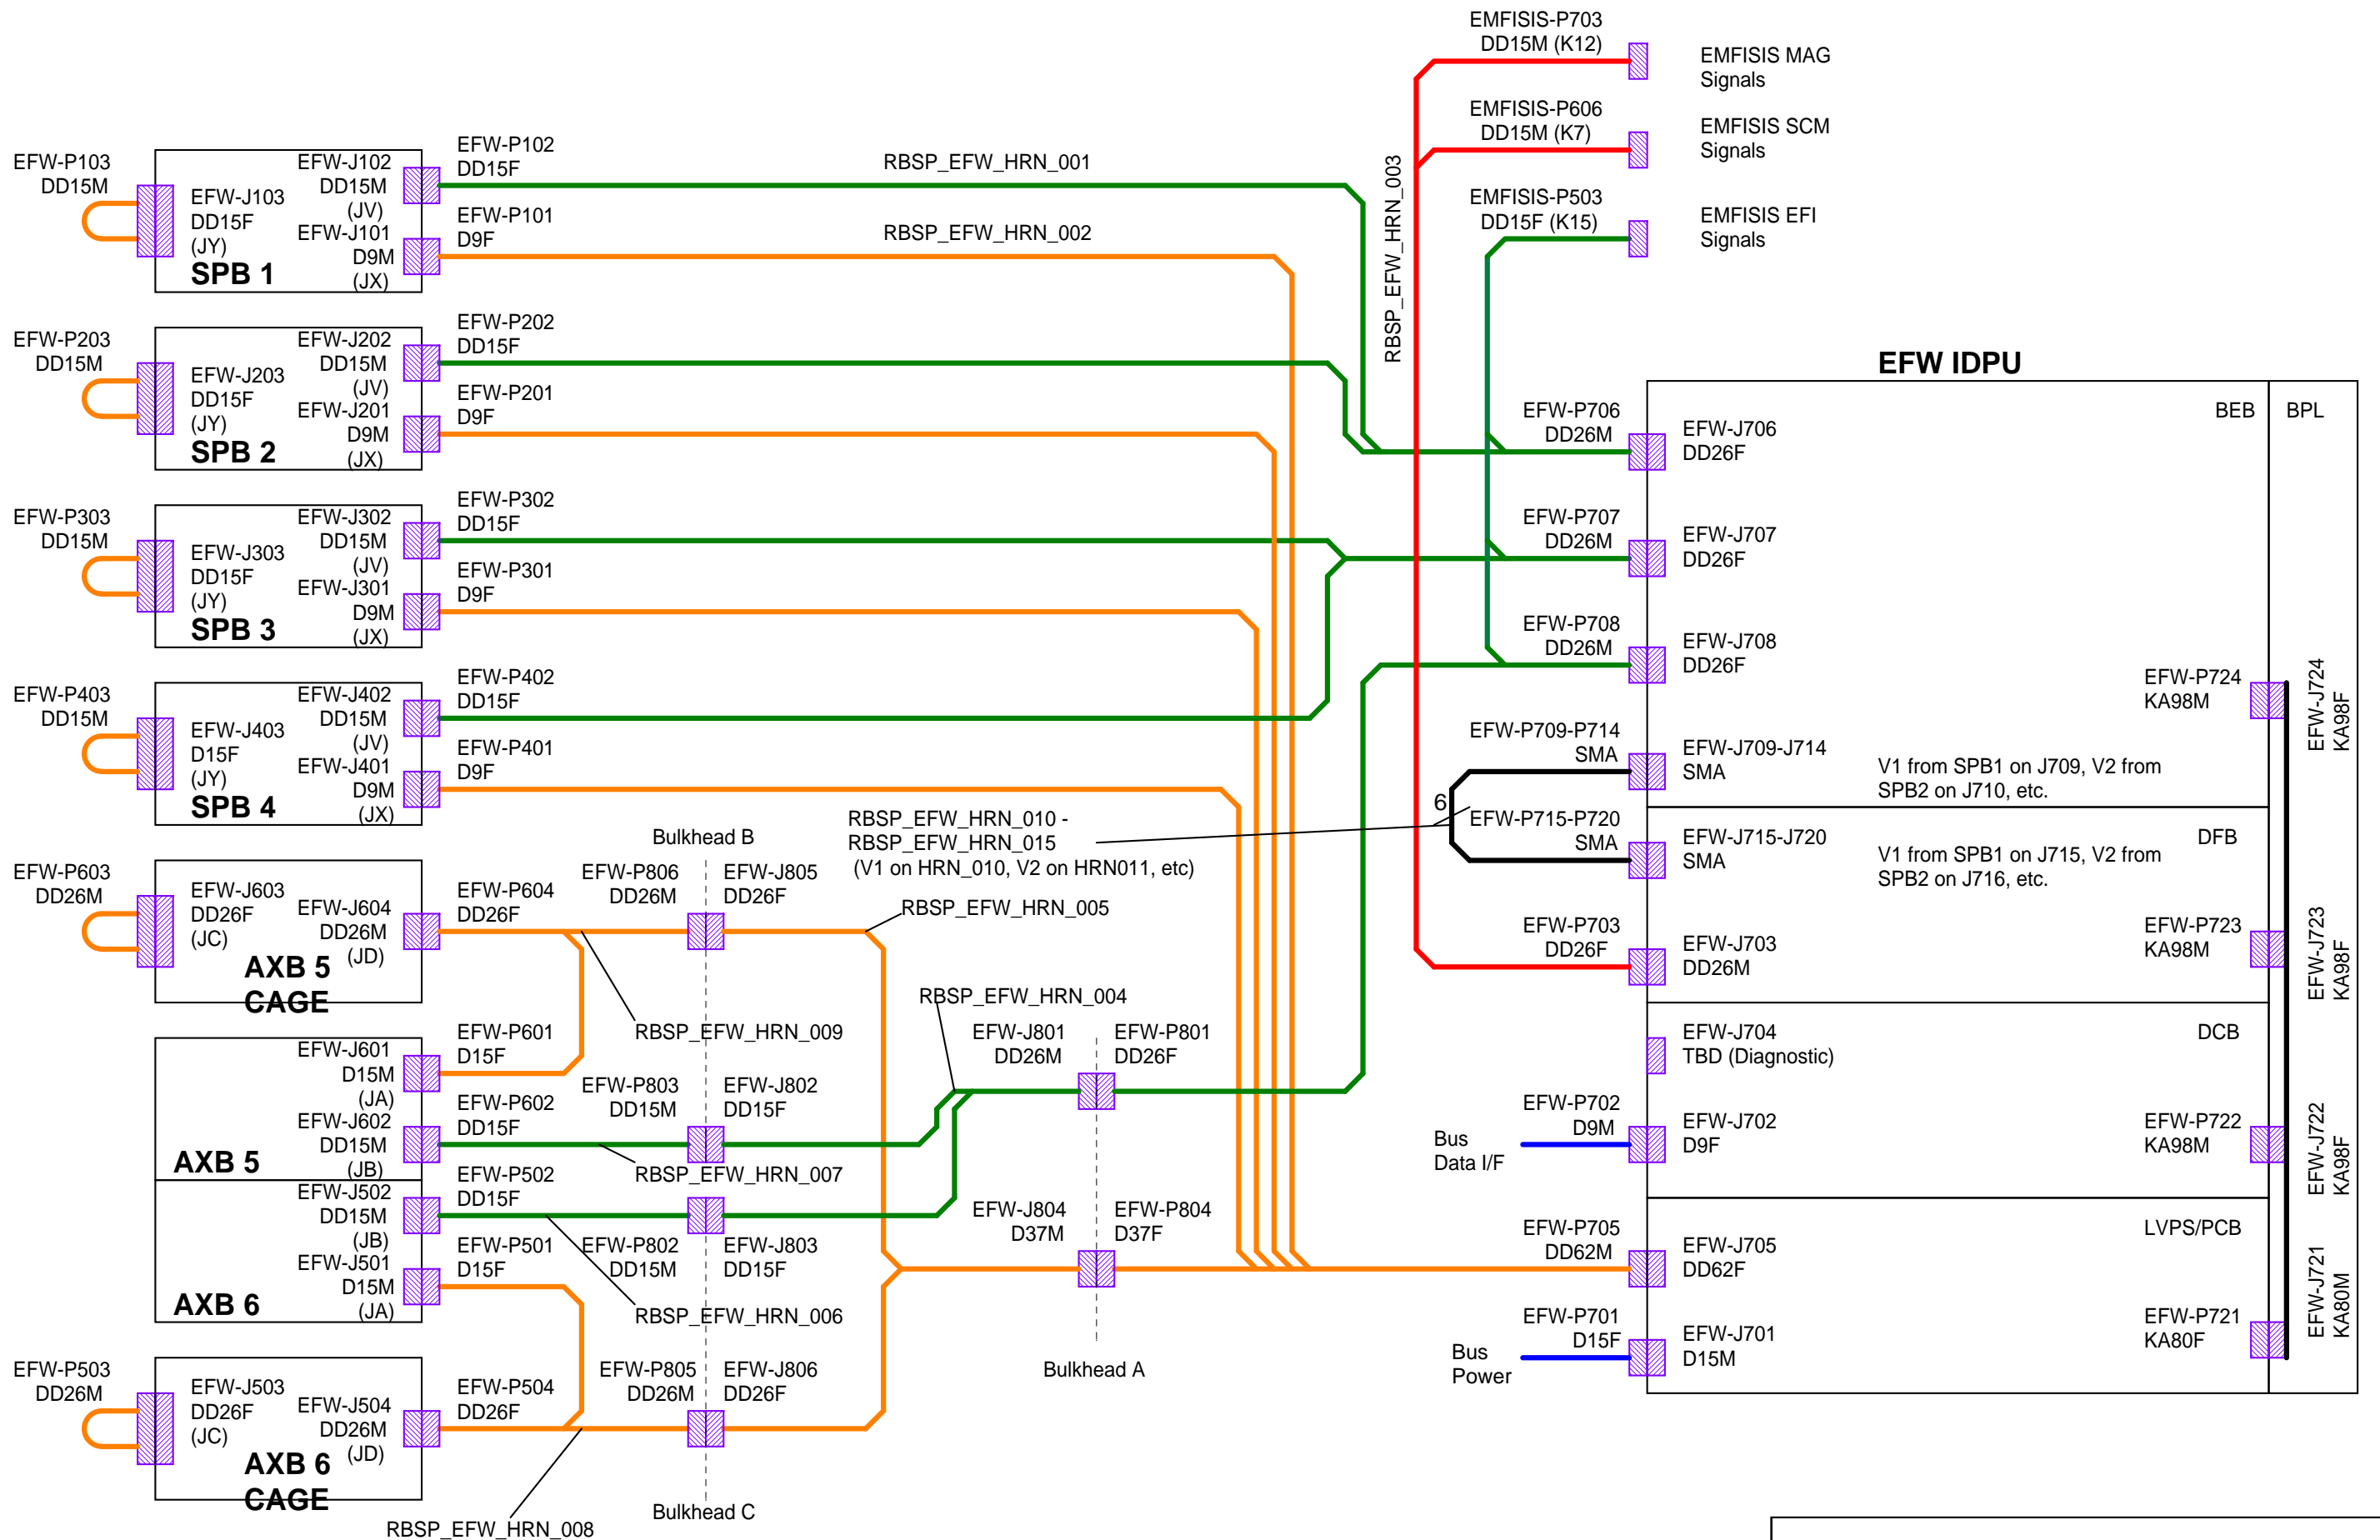 EMFISIS-P703
DD15M (K12)
EMFISIS MAG
Signals
EMFISIS-P606
DD15M (K7)
EMFISIS SCM
Signals
EMFISIS-P503
DD15F (K15)
EMFISIS EFI
Signals
RBSP_EFW_HRN_003
RBSP_EFW_HRN_001
RBSP_EFW_HRN_002
EFW-P103
DD15M
EFW-J103
DD15F
(JY)
SPB 1
EFW-J102
DD15M
(JV)
EFW-J101
D9M
(JX)
EFW-P102
DD15F
EFW-P101
D9F
EFW-P203
DD15M
EFW-J203
DD15F
(JY)
SPB 2
EFW-J202
DD15M
(JV)
EFW-J201
D9M
(JX)
EFW-P202
DD15F
EFW-P201
D9F
EFW-P303
DD15M
EFW-J303
DD15F
(JY)
SPB 3
EFW-J302
DD15M
(JV)
EFW-J301
D9M
(JX)
EFW-P302
DD15F
EFW-P301
D9F
EFW-P403
DD15M
EFW-J403
D15F
(JY)
SPB 4
EFW-J402
DD15M
(JV)
EFW-J401
D9M
(JX)
EFW-P402
DD15F
EFW-P401
D9F
EFW-P603
DD26M
EFW-J603
DD26F
(JC)
EFW-J604
DD26M
(JD)
AXB 5
CAGE
EFW-P604
DD26F
EFW-J601
D15M
(JA)
EFW-J602
DD15M
(JB)
AXB 5
EFW-P601
D15F
EFW-P602
DD15F
EFW-J502
DD15M
(JB)
EFW-J501
D15M
(JA)
AXB 6
EFW-P502
DD15F
EFW-P501
D15F
EFW-P503
DD26M
EFW-J503
DD26F
(JC)
EFW-J504
DD26M
(JD)
AXB 6
CAGE
EFW-P504
DD26F
RBSP_EFW_HRN_008
Bulkhead B
EFW-P806
DD26M
EFW-J805
DD26F
RBSP_EFW_HRN_009
EFW-P803
DD15M
EFW-J802
DD15F
RBSP_EFW_HRN_007
EFW-P802
DD15M
EFW-J803
DD15F
RBSP_EFW_HRN_006
EFW-P805
DD26M
EFW-J806
DD26F
Bulkhead C
RBSP_EFW_HRN_010 -
RBSP_EFW_HRN_015
(V1 on HRN_010, V2 on HRN011, etc)
RBSP_EFW_HRN_005
RBSP_EFW_HRN_004
EFW-J801
DD26M
EFW-P801
DD26F
EFW-J804
D37M
EFW-P804
D37F
Bulkhead A
EFW IDPU
BEB
BPL
EFW-P706
DD26M
EFW-J706
DD26F
EFW-P707
DD26M
EFW-J707
DD26F
EFW-P708
DD26M
EFW-J708
DD26F
EFW-P724
KA98M
EFW-J724
KA98F
EFW-P709-P714
SMA
EFW-J709-J714
SMA
V1 from SPB1 on J709, V2 from
SPB2 on J710, etc.
6
EFW-P715-P720
SMA
EFW-J715-J720
SMA
V1 from SPB1 on J715, V2 from
SPB2 on J716, etc.
DFB
EFW-P703
DD26F
EFW-J703
DD26M
EFW-P723
KA98M
EFW-J723
KA98F
EFW-J704
TBD (Diagnostic)
DCB
Bus
Data I/F
EFW-P702
D9M
EFW-J702
D9F
EFW-P722
KA98M
EFW-J722
KA98F
EFW-P705
DD62M
EFW-J705
DD62F
LVPS/PCB
Bus
Power
EFW-P701
D15F
EFW-J701
D15M
EFW-P721
KA80F
EFW-J721
KA80M